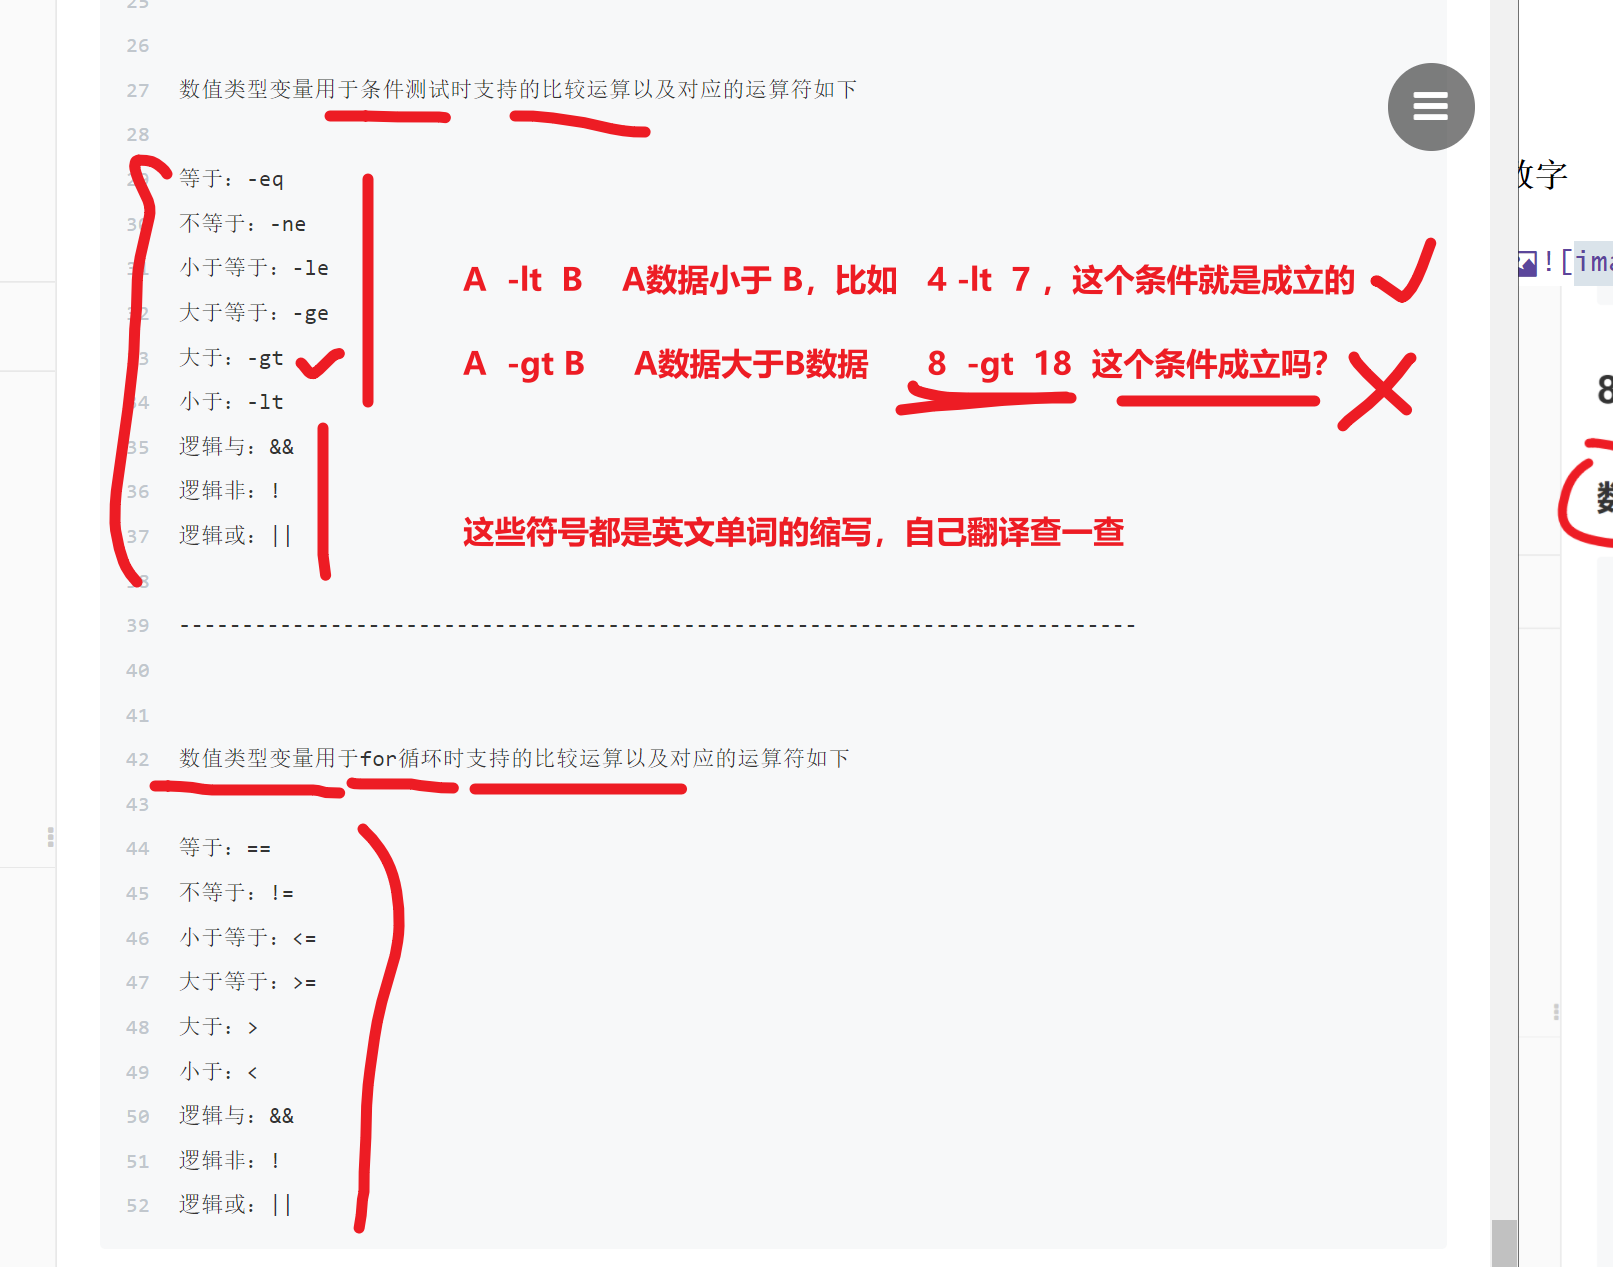 25
26
27 数值类型变量用于条件测试时支持的比较运算以及对应的运算符如下
28
29 等于: -eq
30 不等于: -ne
31 小于等于: -le
32 大于等于: -ge
33 大于: -gt
34 小于: -lt
35 逻辑与: &&
36 逻辑非: !
37 逻辑或: ||
38
A -lt B A数据小于 B，比如 4 -lt 7 ，这个条件就是成立的
A -gt B A数据大于B数据 8 -gt 18 这个条件成立吗?
这些符号都是英文单词的缩写，自己翻译查一查
39 ----------------------------------------------------------------------------
40
41
42 数值类型变量用于for循环时支持的比较运算以及对应的运算符如下
43
44 等于: ==
45 不等于: !=
46 小于等于: <=
47 大于等于: >=
48 大于: >
49 小于: <
50 逻辑与: &&
51 逻辑非: !
52 逻辑或: ||
字
![ima
8